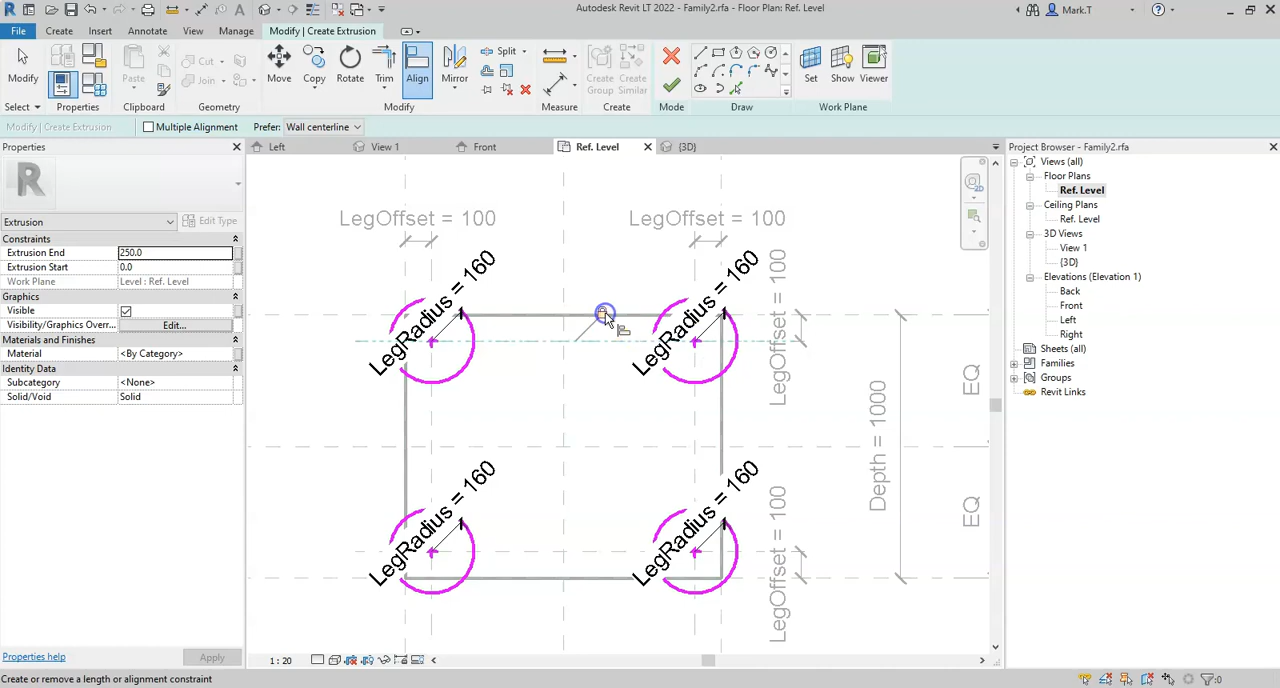 Autodesk Revit LT 2022 - Family2.rfa - Floor Plan: Ref. Level
Mark.T
File
Create
Insert
Annotate
View
Manage
Modify | Create Extrusion
Modify
Paste
Cut
Join
Move
Copy
Rotate
Trim
Align
Mirror
Split
Create Group
Create Similar
Set
Show
Viewer
Select
Properties
Clipboard
Geometry
Modify
Measure
Create
Mode
Draw
Work Plane
Modify | Create Extrusion
Multiple Alignment
Prefer:
Wall centerline
Properties
Left
View 1
Front
Ref. Level
{3D}
Project Browser - Family2.rfa
R
Extrusion
Edit Type
Constraints
Extrusion End 250.0
Extrusion Start 0.0
Work Plane Level : Ref. Level
Graphics
Visible
Visibility/Graphics Overr... Edit...
Materials and Finishes
Material <By Category>
Identity Data
Subcategory <None>
Solid/Void Solid
Properties help
Apply
LegOffset = 100
LegOffset = 100
LegRadius = 160
LegRadius = 160
LegOffset = 100
Depth = 1000
EQ
EQ
LegRadius = 160
LegRadius = 160
LegOffset = 100
2D
Views (all)
Floor Plans
Ref. Level
Ceiling Plans
Ref. Level
3D Views
View 1
{3D}
Elevations (Elevation 1)
Back
Front
Left
Right
Sheets (all)
Families
Groups
Revit Links
1 : 20
Create or remove a length or alignment constraint
:0